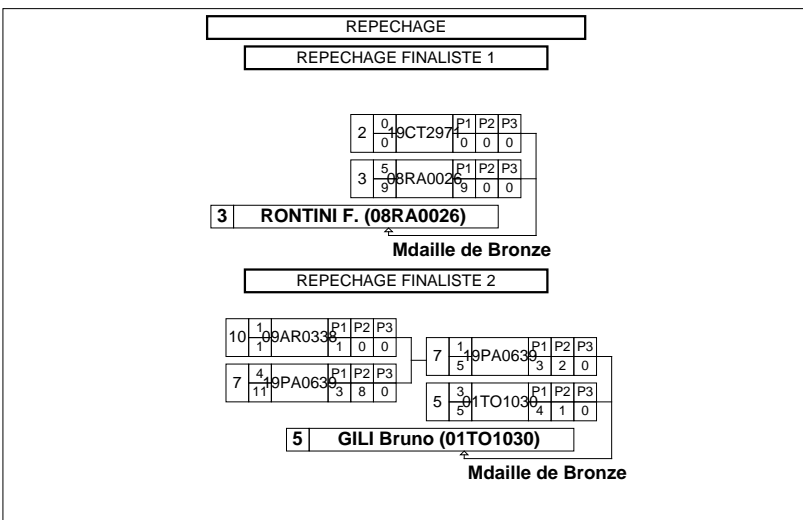 REPECHAGE
REPECHAGE FINALISTE 1
2 0 0 19CT2971 P1 P2 P3 0 0 0
3 5 9 08RA0026 P1 P2 P3 9 0 0
3 RONTINI F. (08RA0026)
Mdaille de Bronze
REPECHAGE FINALISTE 2
10 1 1 09AR0338 P1 P2 P3 1 0 0
7 4 11 19PA0639 P1 P2 P3 3 8 0
7 1 5 19PA0639 P1 P2 P3 3 2 0
5 3 5 01TO1030 P1 P2 P3 4 1 0
5 GILI Bruno (01TO1030)
Mdaille de Bronze